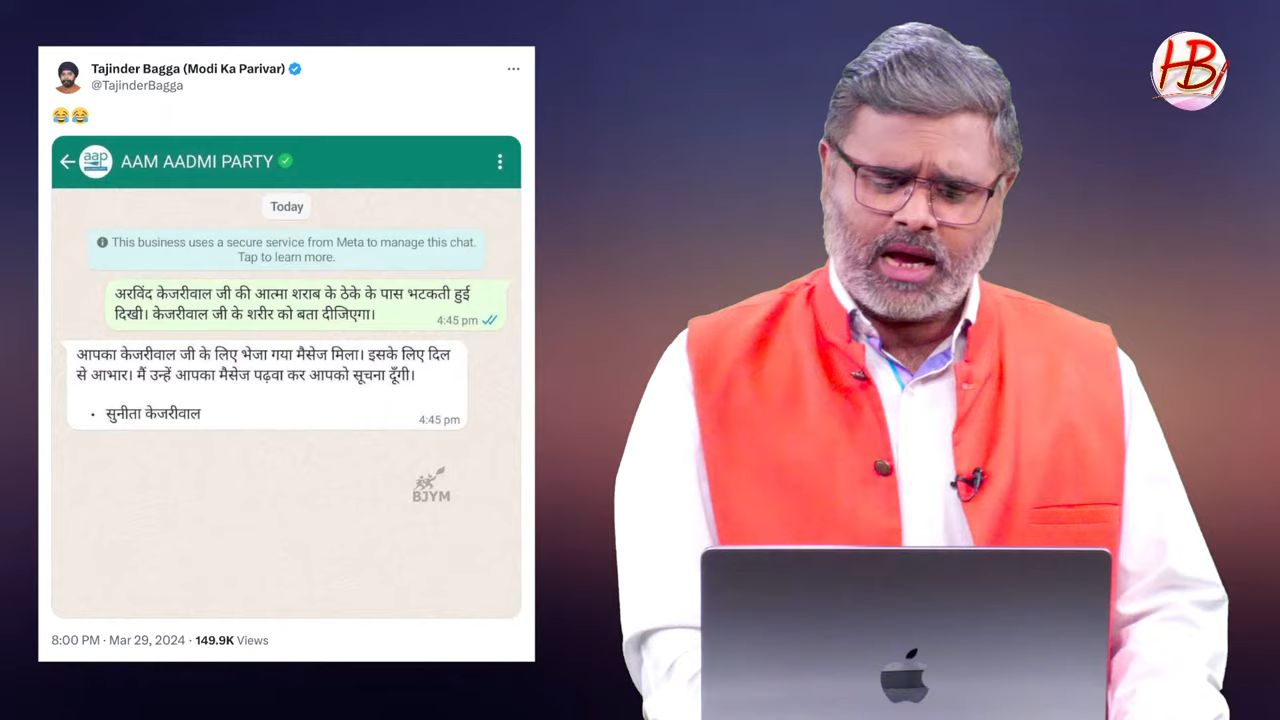 Tajinder Bagga (Modi Ka Parivar)
@TajinderBagga
HB
aap
AAM AADMI PARTY
Today
This business uses a secure service from Meta to manage this chat.
Tap to learn more.
अरविंद केजरीवाल जी की आत्मा शराब के ठेके के पास भटकती हुई
दिखी। केजरीवाल जी के शरीर को बता दीजिएगा।
4:45 pm
आपका केजरीवाल जी के लिए भेजा गया मैसेज मिला। इसके लिए दिल
से आभार। मैं उन्हें आपका मैसेज पढ़वा कर आपको सूचना दूँगी।
• सुनीता केजरीवाल
4:45 pm
BJYM
8:00 PM · Mar 29, 2024 · 149.9K Views